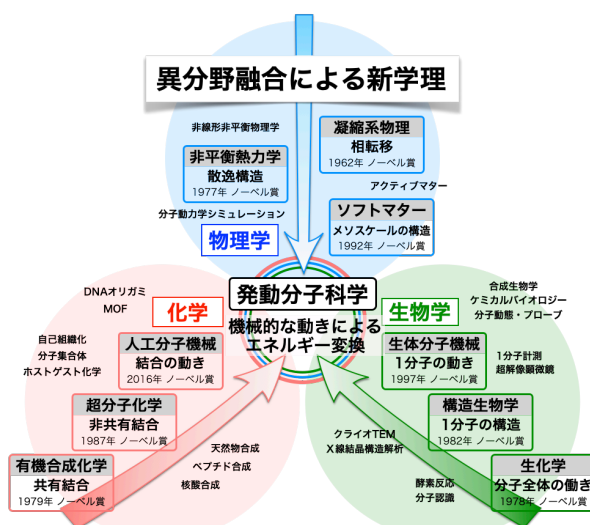 異分野融合による新学理
非線形非平衡物理学
凝縮系物理
相転移
1962年 ノーベル賞
非平衡熱力学
散逸構造
1977年 ノーベル賞
アクティブマター
分子動力学シミュレーション
ソフトマター
メソスケールの構造
1992年 ノーベル賞
物理学
発動分子科学
機械的な動きによる
エネルギー変換
DNAオリガミ
MOF
化学
自己組織化
分子集合体
ホストゲスト化学
人工分子機械
結合の動き
2016年 ノーベル賞
超分子化学
非共有結合
1987年 ノーベル賞
天然物合成
ペプチド合成
核酸合成
有機合成化学
共有結合
1979年 ノーベル賞
合成生物学
ケミカルバイオロジー
分子動態・プローブ
生物学
生体分子機械
1分子の動き
1997年 ノーベル賞
1分子計測
超解像顕微鏡
構造生物学
1分子の構造
1982年 ノーベル賞
クライオTEM
X線結晶構造解析
生化学
分子全体の働き
1978年 ノーベル賞
酵素反応
分子認識